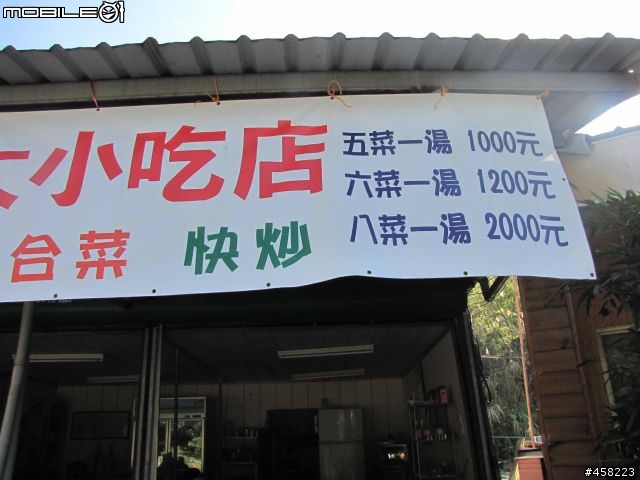 MOBILE01
小吃店
合菜 快炒
五菜一湯 1000元
六菜一湯 1200元
八菜一湯 2000元
#458223